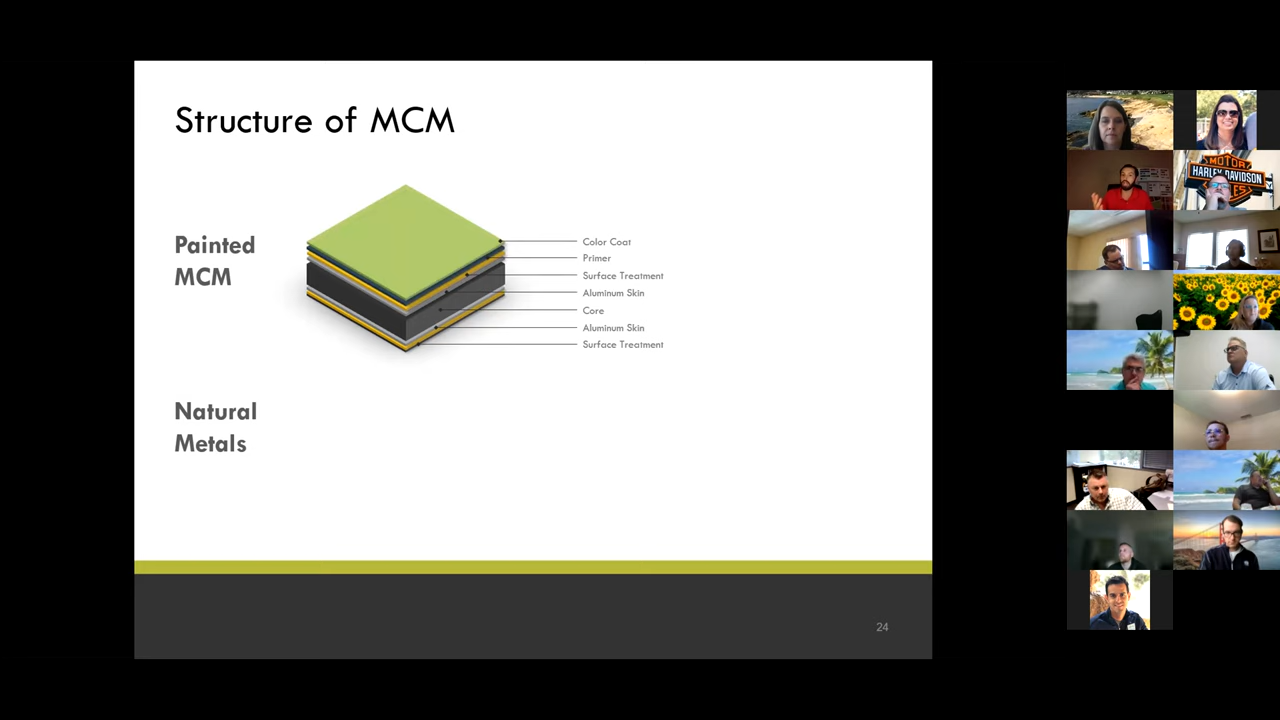 Structure of MCM
Painted
MCM
Color Coat
Primer
Surface Treatment
Aluminum Skin
Core
Aluminum Skin
Surface Treatment
Natural
Metals
24
MOTOR
HARLEY-DAVIDSON